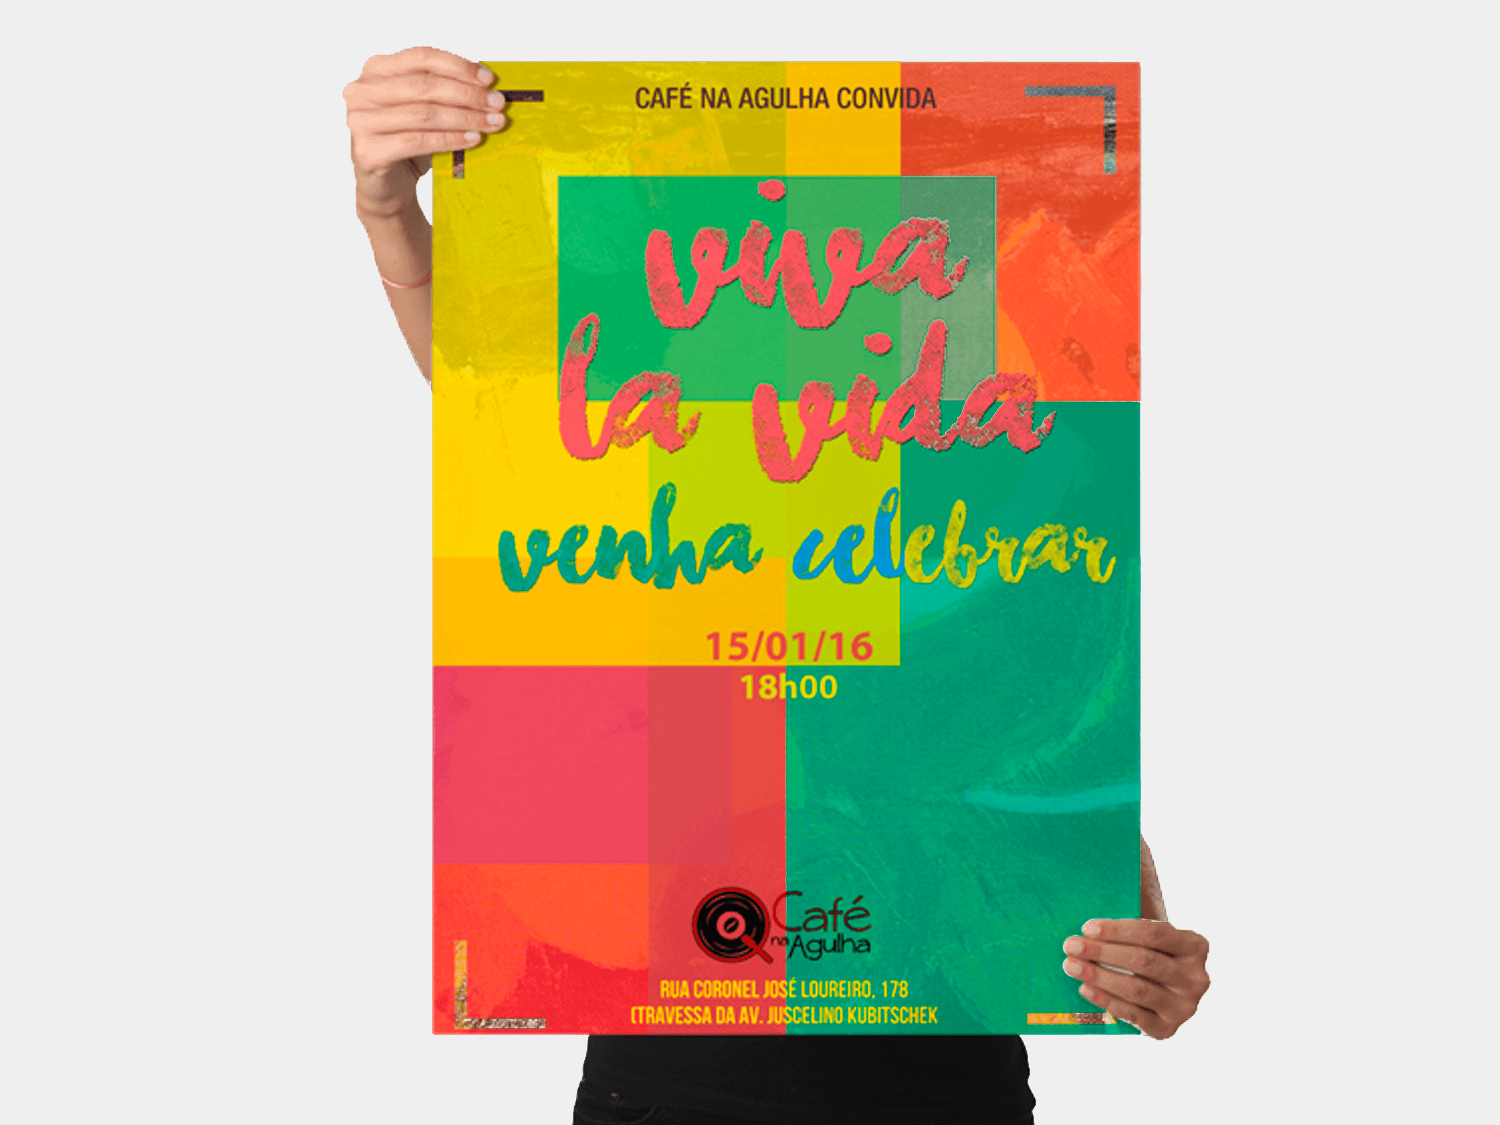 CAFÉ NA AGULHA CONVIDA
viva
la vida
venha celebrar
15/01/16
18h00
Café
na Agulha
RUA CORONEL JOSÉ LOUREIRO, 178
(TRAVESSA DA AV. JUSCELINO KUBITSCHEK